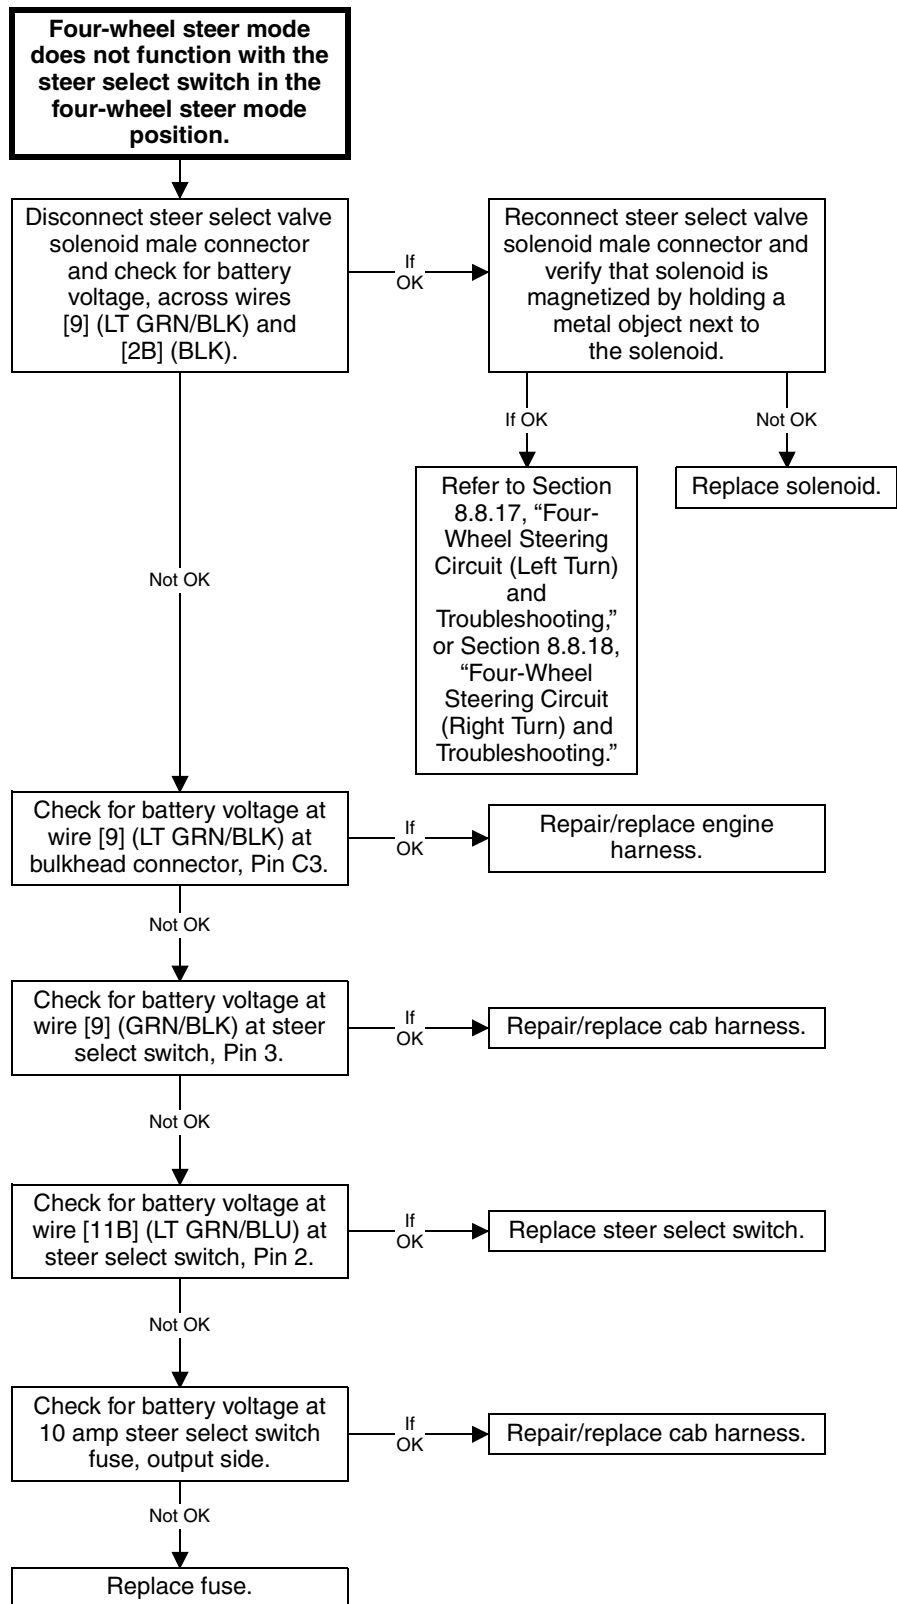 Four-wheel steer mode
does not function with the
steer select switch in the
four-wheel steer mode
position.
Disconnect steer select valve
solenoid male connector
and check for battery
voltage, across wires
[9] (LT GRN/BLK) and
[2B] (BLK).
If
OK
Reconnect steer select valve
solenoid male connector and
verify that solenoid is
magnetized by holding a
metal object next to
the solenoid.
If OK
Not OK
Refer to Section
8.8.17, “Four-
Wheel Steering
Circuit (Left Turn)
and
Troubleshooting,”
or Section 8.8.18,
“Four-Wheel
Steering Circuit
(Right Turn) and
Troubleshooting.”
Replace solenoid.
Not OK
Check for battery voltage at
wire [9] (LT GRN/BLK) at
bulkhead connector, Pin C3.
If
OK
Repair/replace engine
harness.
Not OK
Check for battery voltage at
wire [9] (GRN/BLK) at steer
select switch, Pin 3.
If
OK
Repair/replace cab harness.
Not OK
Check for battery voltage at
wire [11B] (LT GRN/BLU) at
steer select switch, Pin 2.
If
OK
Replace steer select switch.
Not OK
Check for battery voltage at
10 amp steer select switch
fuse, output side.
If
OK
Repair/replace cab harness.
Not OK
Replace fuse.